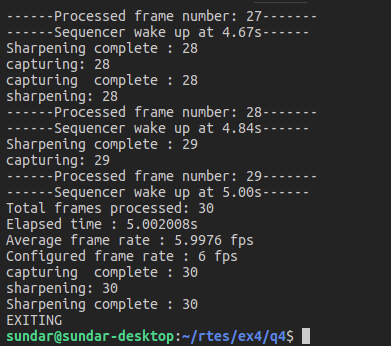 ------Processed frame number: 27-------
------Sequencer wake up at 4.67s------
Sharpening complete : 28
capturing: 28
capturing  complete : 28
sharpening: 28
------Processed frame number: 28-------
------Sequencer wake up at 4.84s------
Sharpening complete : 29
capturing: 29
------Processed frame number: 29-------
------Sequencer wake up at 5.00s------
Total frames processed: 30
Elapsed time : 5.002008s
Average frame rate : 5.9976 fps
Configured frame rate : 6 fps
capturing  complete : 30
sharpening: 30
Sharpening complete : 30
EXITING
sundar@sundar-desktop:~/rtes/ex4/q4$